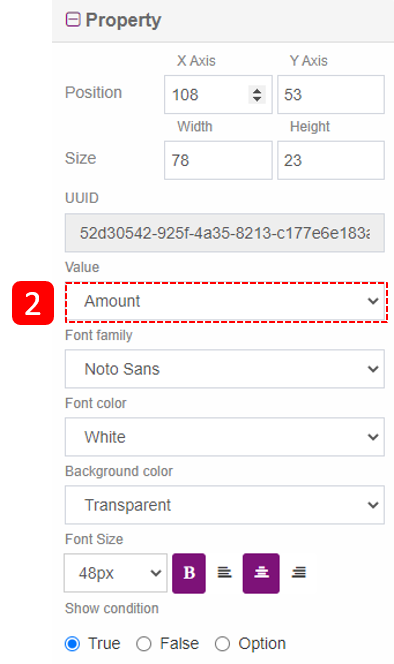 Property
X Axis Y Axis
Position 108 53
Width Height
Size 78 23
UUID
52d30542-925f-4a35-8213-c177e6e183a
Value
2 Amount
Font family
Noto Sans
Font color
White
Background color
Transparent
Font Size
48px B
Show condition
True False Option